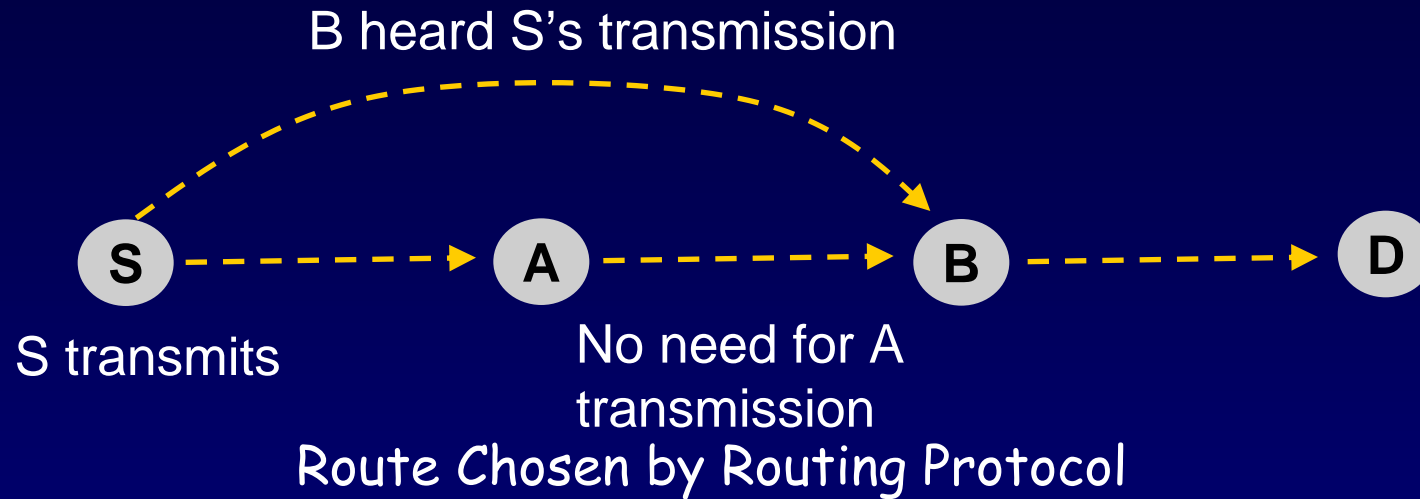 B heard S’s transmission
S
A
B
D
S transmits
No need for A
transmission
Route Chosen by Routing Protocol